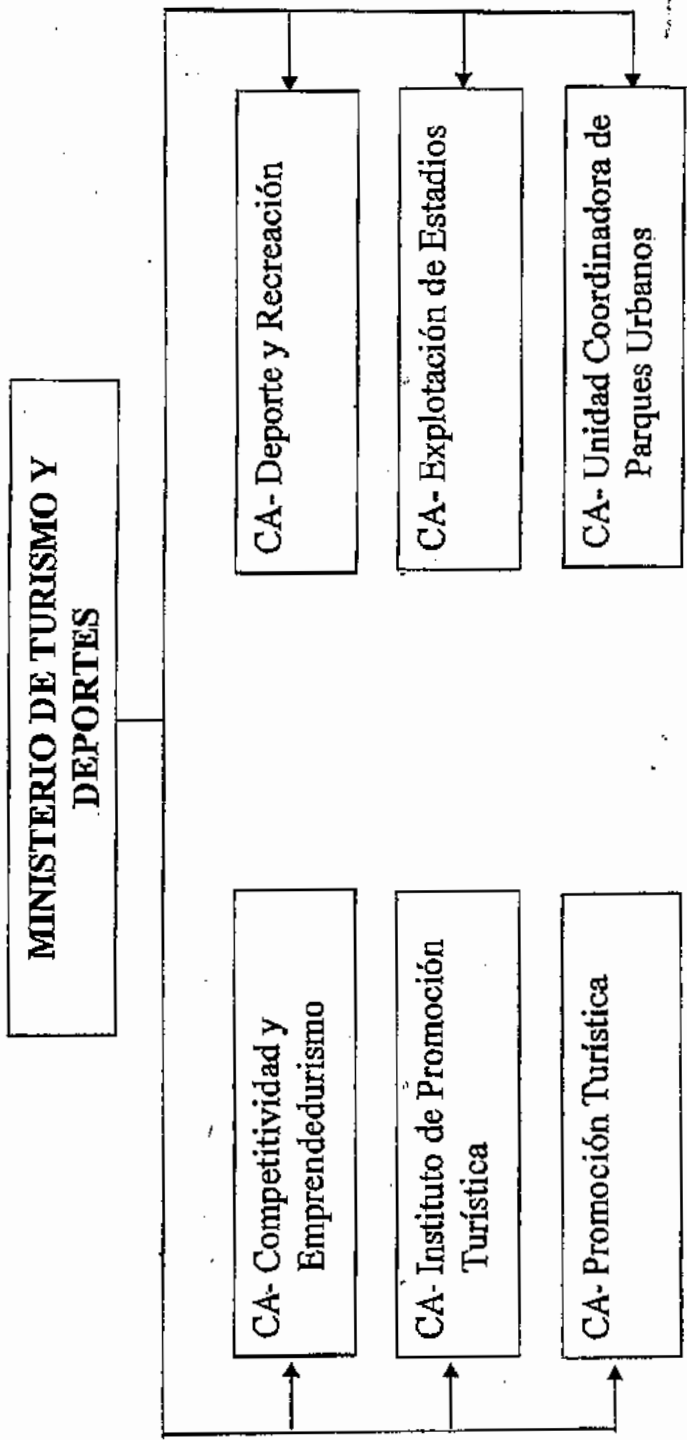 MINISTERIO DE TURISMO Y
DEPORTES
CA- Competitividad y
Emprendedurismo
CA- Instituto de Promoción
Turística
CA- Promoción Turística
CA- Deporte y Recreación
CA- Explotación de Estadios
CA- Unidad Coordinadora de
Parques Urbanos